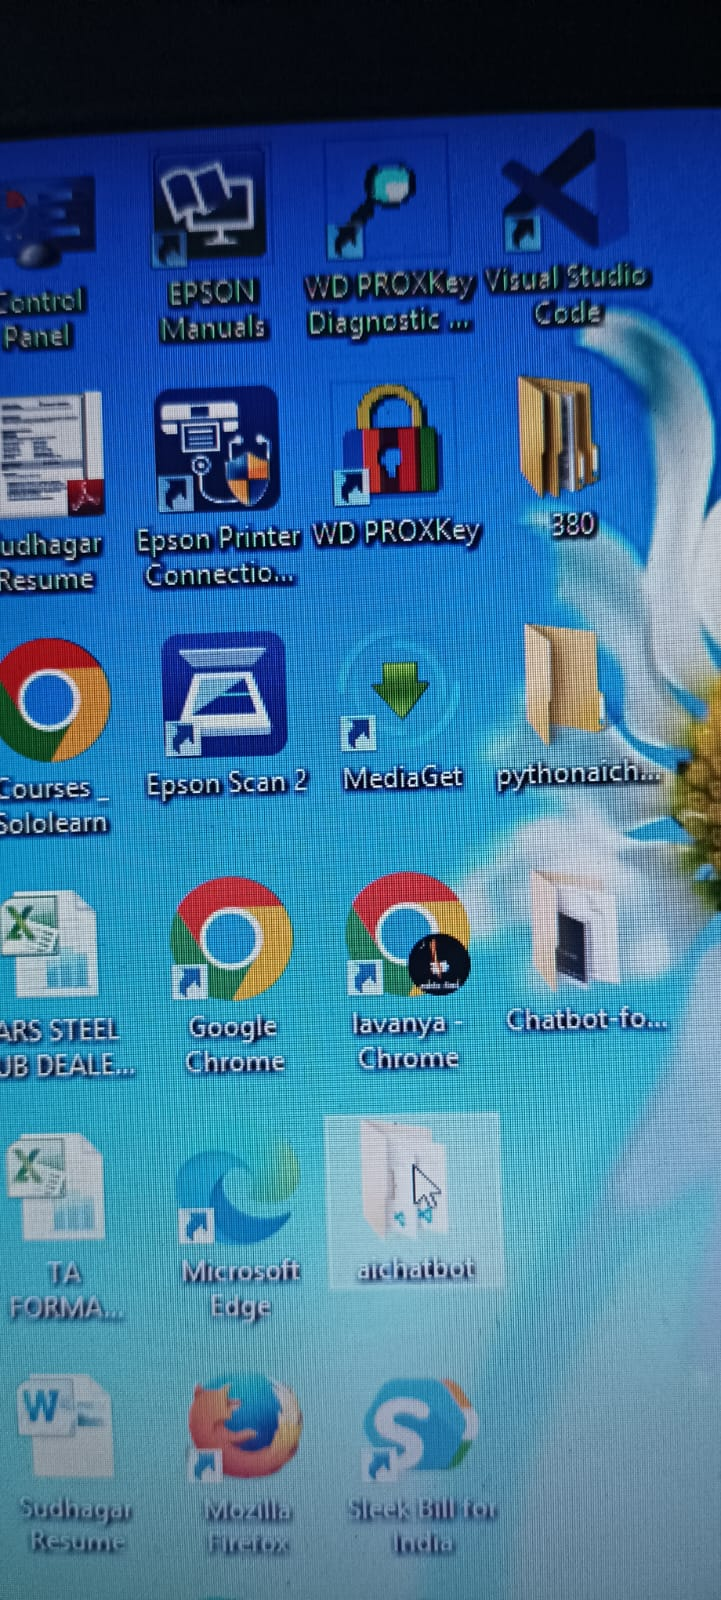 Control
Panel
EPSON
Manuals
WD PROXKey
Diagnostic ...
Visual Studio
Code
udhagar
Resume
Epson Printer
Connectio...
WD PROXKey
380
Courses _
Sololearn
Epson Scan 2
MediaGet
pythonaich...
ARS STEEL
UB DEALE...
Google
Chrome
lavanya -
Chrome
Chatbot-fo...
TA
FORMA...
Microsoft
Edge
aichatbot
Sudhagar
Resume
Mozilla
Firefox
Sleek Bill for
India